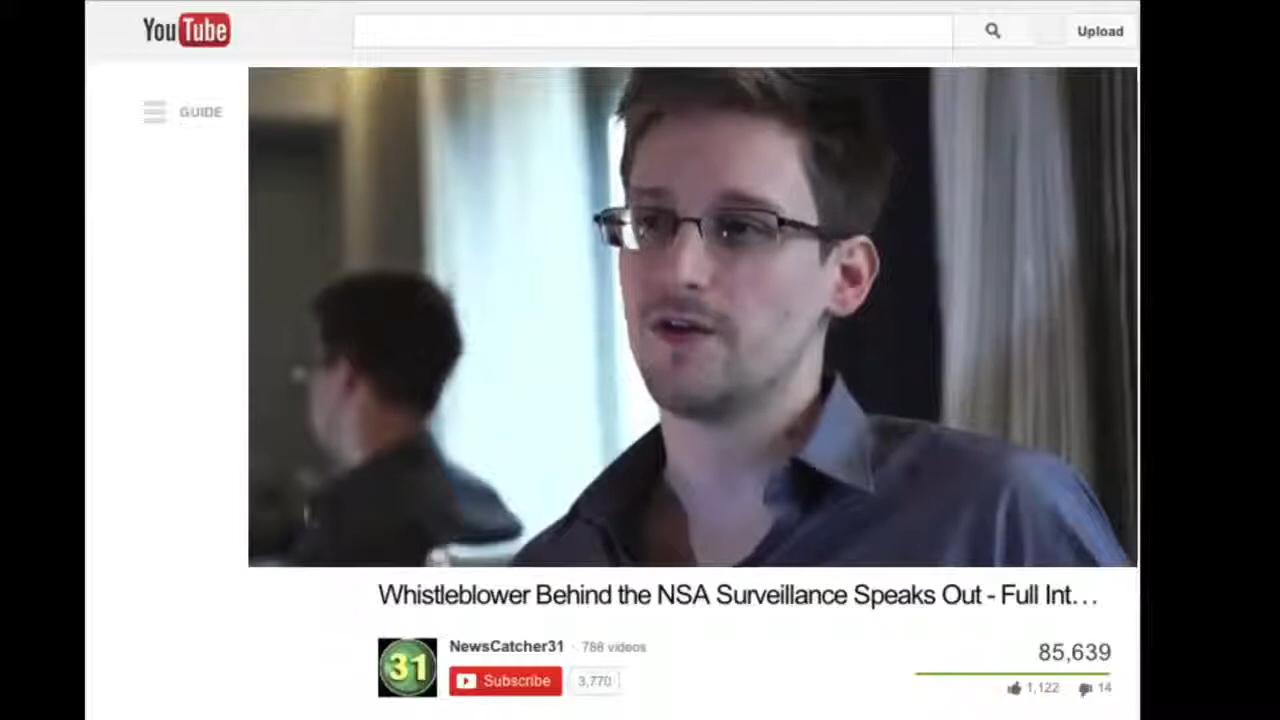 YouTube
Upload
GUIDE
Whistleblower Behind the NSA Surveillance Speaks Out - Full Int…
31
NewsCatcher31 · 788 videos
Subscribe 3,770
85,639
1,122 14